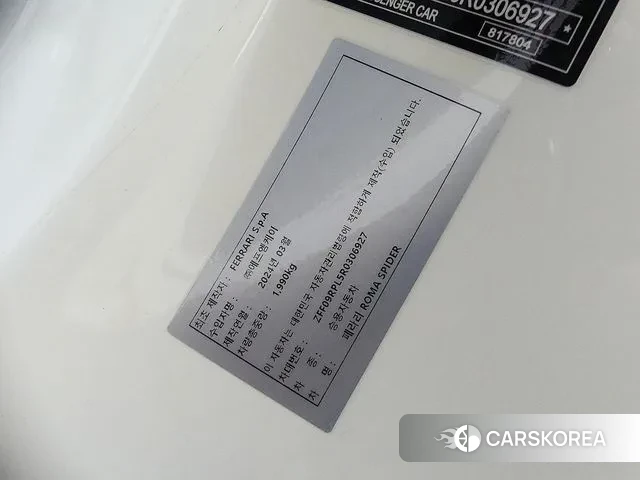 R0306927 *
SENGER CAR
817804
최초 제작자 : FERRARI S.p.A
수입자명 : ㈜에프엠케이
제작연월 : 2024년 03월
차량총중량 : 1,990kg
이 자동차는 대한민국 자동차관리법령에 적합하게 제작(수입) 되었습니다.
차대번호 : ZFF09RPL5R0306927
차 종 : 승용자동차
차 명 : 페라리 ROMA SPIDER
CARSKOREA